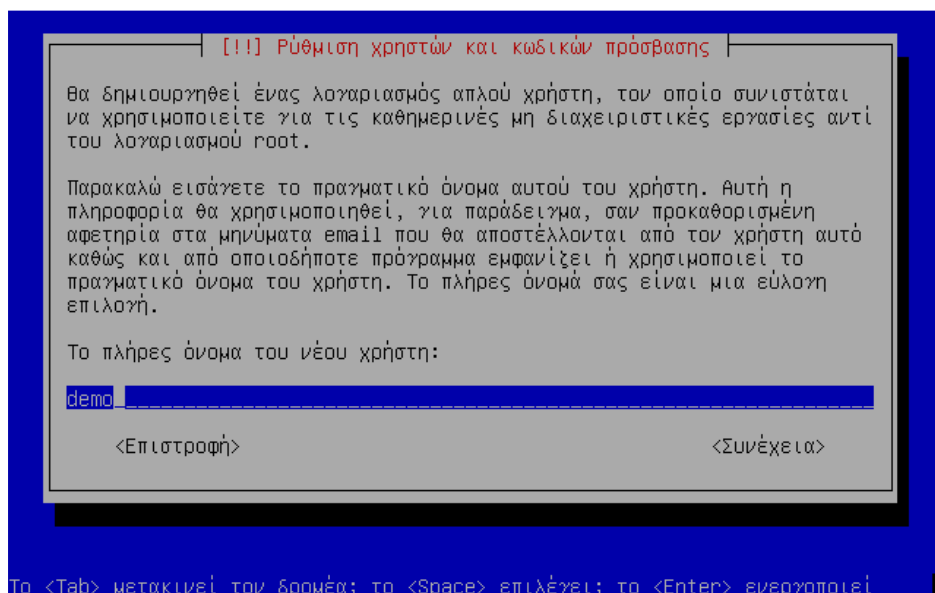 [!!] Ρύθμιση χρηστών και κωδικών πρόσβασης
Θα δημιουργηθεί ένας λογαριασμός απλού χρήστη, τον οποίο συνιστάται
να χρησιμοποιείτε για τις καθημερινές μη διαχειριστικές εργασίες αντί
του λογαριασμού root.
Παρακαλώ εισάγετε το πραγματικό όνομα αυτού του χρήστη. Αυτή η
πληροφορία θα χρησιμοποιηθεί, για παράδειγμα, σαν προκαθορισμένη
αφετηρία στα μηνύματα email που θα αποστέλλονται από τον χρήστη αυτό
καθώς και από οποιοδήποτε πρόγραμμα εμφανίζει ή χρησιμοποιεί το
πραγματικό όνομα του χρήστη. Το πλήρες όνομά σας είναι μια εύλογη
επιλογή.
Το πλήρες όνομα του νέου χρήστη:
demo
<Επιστροφή> <Συνέχεια>
Το <Tab> μετακινεί τον δρομέα; το <Space> επιλέγει; το <Enter> ενεργοποιεί